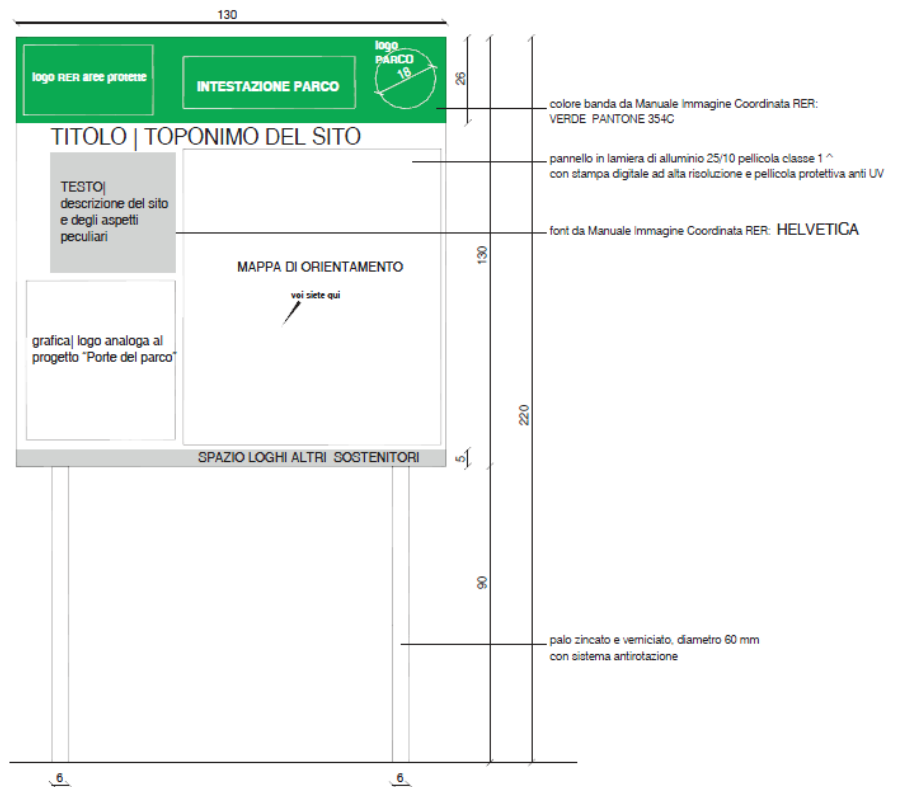 130
logo RER aree protette
INTESTAZIONE PARCO
logo
PARCO
18
26
colore banda da Manuale Immagine Coordinata RER:
VERDE PANTONE 354C
TITOLO | TOPONIMO DEL SITO
pannello in lamiera di alluminio 25/10 pellicola classe 1 ^
con stampa digitale ad alta risoluzione e pellicola protettiva anti UV
TESTO|
descrizione del sito
e degli aspetti
peculiari
font da Manuale Immagine Coordinata RER: HELVETICA
130
MAPPA DI ORIENTAMENTO
voi siete qui
grafica| logo analoga al
progetto "Porte del parco"
220
SPAZIO LOGHI ALTRI SOSTENITORI
5
90
palo zincato e verniciato, diametro 60 mm
con sistema antirotazione
6
6